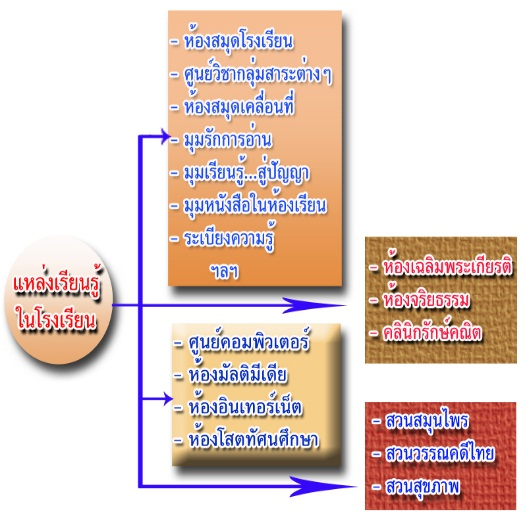 แหล่งเรียนรู้
ในโรงเรียน
- ห้องสมุดโรงเรียน
- ศูนย์วิชากลุ่มสาระต่างๆ
- ห้องสมุดเคลื่อนที่
- มุมรักการอ่าน
- มุมเรียนรู้...สู่ปัญญา
- มุมหนังสือในห้องเรียน
- ระเบียงความรู้
ฯลฯ
- ห้องเฉลิมพระเกียรติ
- ห้องจริยธรรม
- คลินิกรักษ์คณิต
- ศูนย์คอมพิวเตอร์
- ห้องมัลติมีเดีย
- ห้องอินเทอร์เน็ต
- ห้องโสตทัศนศึกษา
- สวนสมุนไพร
- สวนวรรณคดีไทย
- สวนสุขภาพ